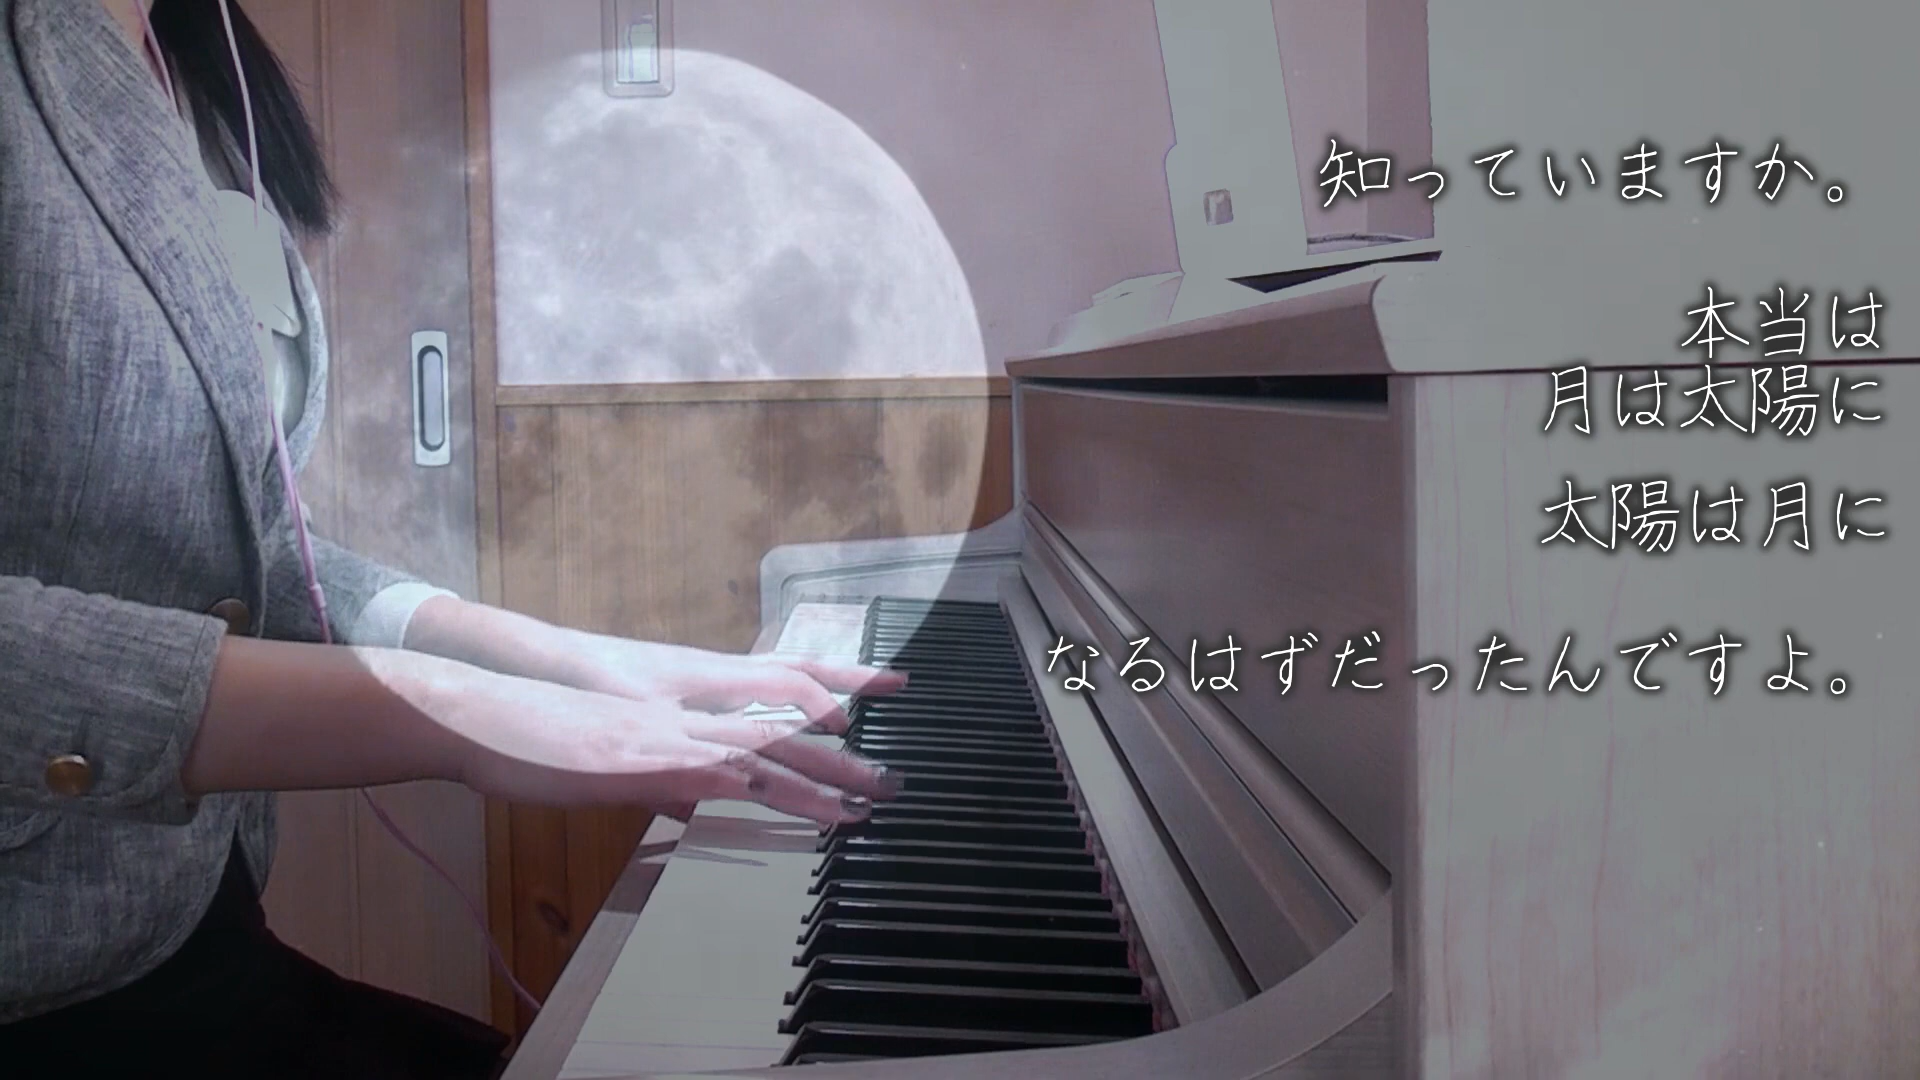 知っていますか。
本当は
月は太陽に
太陽は月に
なるはずだったんですよ。